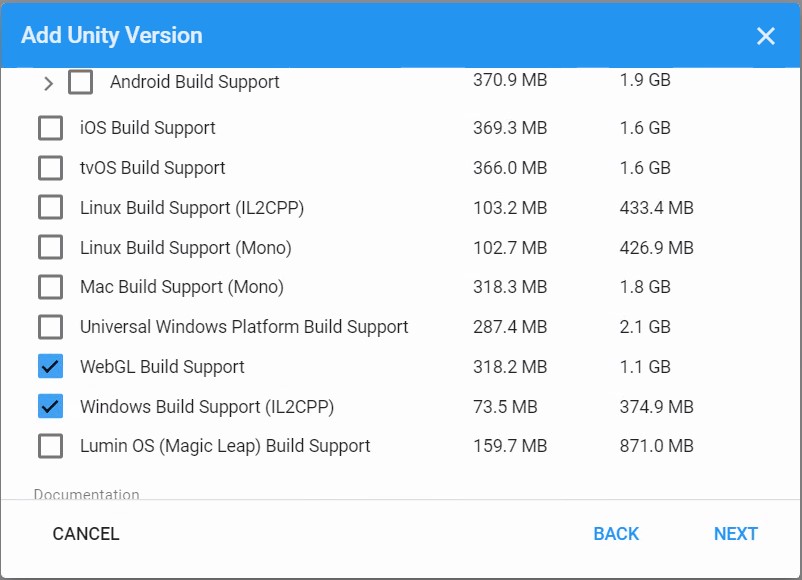 Add Unity Version
Android Build Support 370.9 MB 1.9 GB
iOS Build Support 369.3 MB 1.6 GB
tvOS Build Support 366.0 MB 1.6 GB
Linux Build Support (IL2CPP) 103.2 MB 433.4 MB
Linux Build Support (Mono) 102.7 MB 426.9 MB
Mac Build Support (Mono) 318.3 MB 1.8 GB
Universal Windows Platform Build Support 287.4 MB 2.1 GB
WebGL Build Support 318.2 MB 1.1 GB
Windows Build Support (IL2CPP) 73.5 MB 374.9 MB
Lumin OS (Magic Leap) Build Support 159.7 MB 871.0 MB
Documentation
CANCEL BACK NEXT